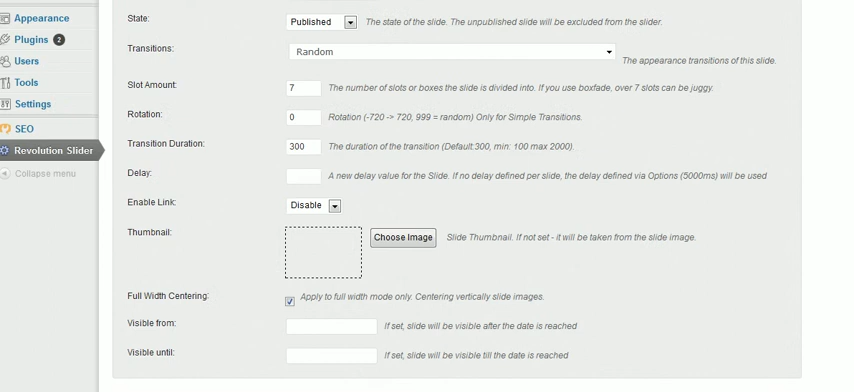 Appearance
Plugins 2
Users
Tools
Settings
SEO
Revolution Slider
Collapse menu
State: Published The state of the slide. The unpublished slide will be excluded from the slider.
Transitions: Random The appearance transitions of this slide.
Slot Amount: 7 The number of slots or boxes the slide is divided into. If you use boxfade, over 7 slots can be juggy.
Rotation: 0 Rotation (-720 -> 720, 999 = random) Only for Simple Transitions.
Transition Duration: 300 The duration of the transition (Default:300, min: 100 max 2000).
Delay: A new delay value for the Slide. If no delay defined per slide, the delay defined via Options (5000ms) will be used
Enable Link: Disable
Thumbnail: Choose Image Slide Thumbnail. If not set - it will be taken from the slide image.
Full Width Centering: Apply to full width mode only. Centering vertically slide images.
Visible from: If set, slide will be visible after the date is reached
Visible until: If set, slide will be visible till the date is reached